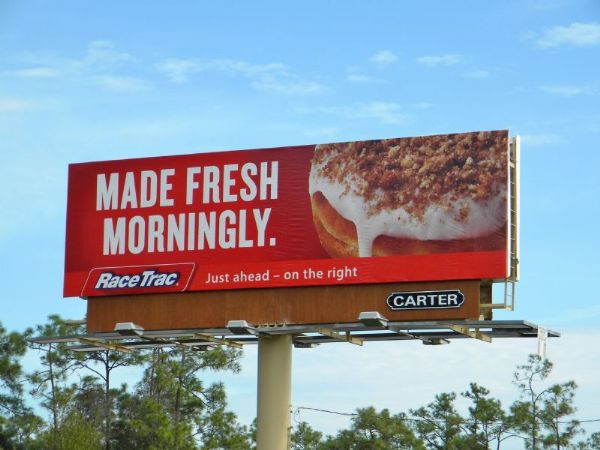 MADE FRESH
MORNINGLY.
RaceTrac
Just ahead – on the right
CARTER